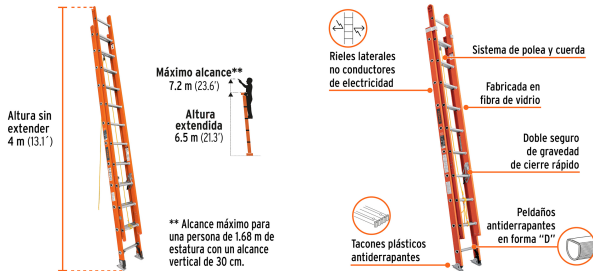 Altura sin
extender
4 m (13.1´)
Máximo alcance**
7.2 m (23.6')
Altura
extendida
6.5 m (21.3')
** Alcance máximo para
una persona de 1.68 m de
estatura con un alcance
vertical de 30 cm.
Rieles laterales
no conductores
de electricidad
Sistema de polea y cuerda
Fabricada en
fibra de vidrio
Doble seguro
de gravedad
de cierre rápido
Peldaños
antiderrapantes
en forma “D”
Tacones plásticos
antiderrapantes